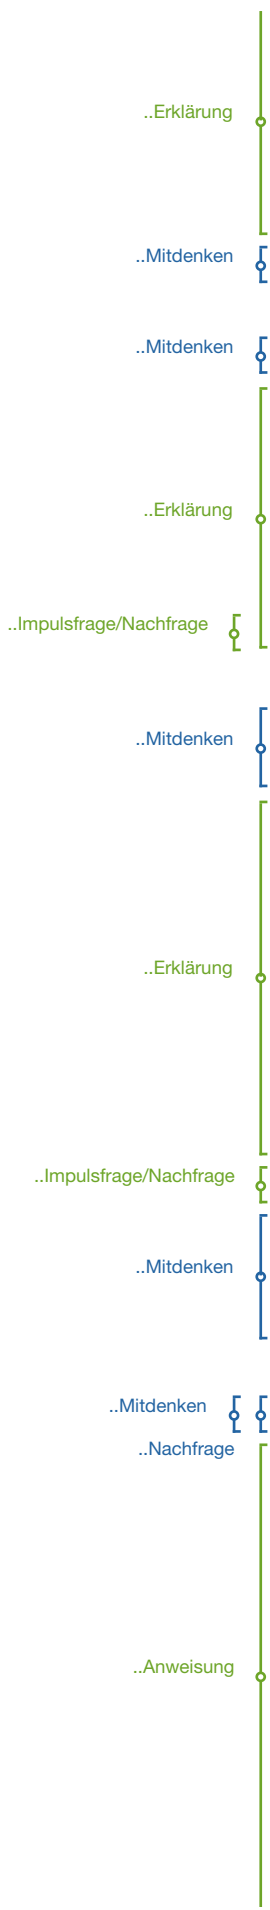 ..Erklärung
..Mitdenken
..Mitdenken
..Erklärung
..Impulsfrage/Nachfrage
..Mitdenken
..Erklärung
..Impulsfrage/Nachfrage
..Mitdenken
..Mitdenken
..Nachfrage
..Anweisung